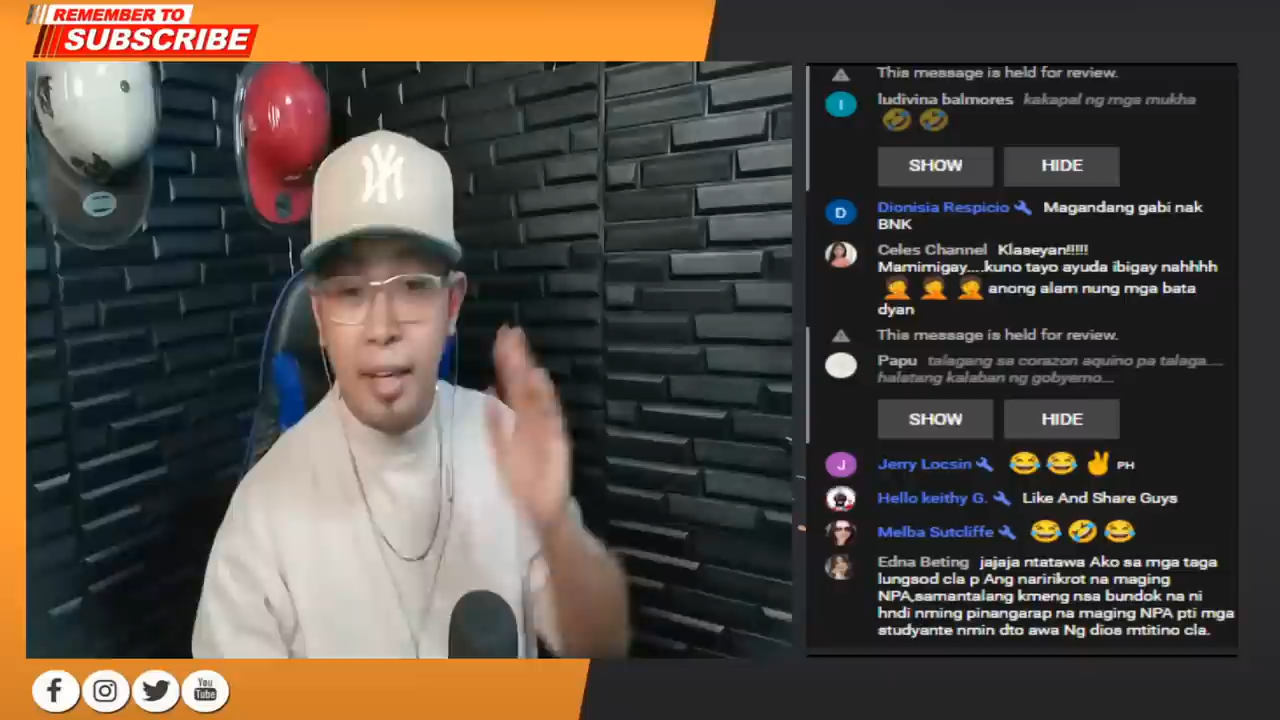 REMEMBER TO
SUBSCRIBE
NY
This message is held for review.
I
ludivina balmores kakapal ng mga mukha
SHOW
HIDE
D
Dionisia Respicio Magandang gabi nak
BNK
Celes Channel Klaseyan!!!!!
Mamimigay....kuno tayo ayuda ibigay nahhhh
anong alam nung mga bata
dyan
This message is held for review.
Papu talagang sa corazon aquino pa talaga....
halatang kalaban ng gobyerno...
SHOW
HIDE
J
Jerry Locsin PH
Hello keithy G. Like And Share Guys
Melba Sutcliffe
Edna Beting jajaja ntatawa Ako sa mga taga
lungsod cla p Ang naririkrot na maging
NPA,samantalang kmeng nsa bundok na ni
hndi nming pinangarap na maging NPA pti mga
studyante nmin dto awa Ng dios mtitino cla.
You
Tube